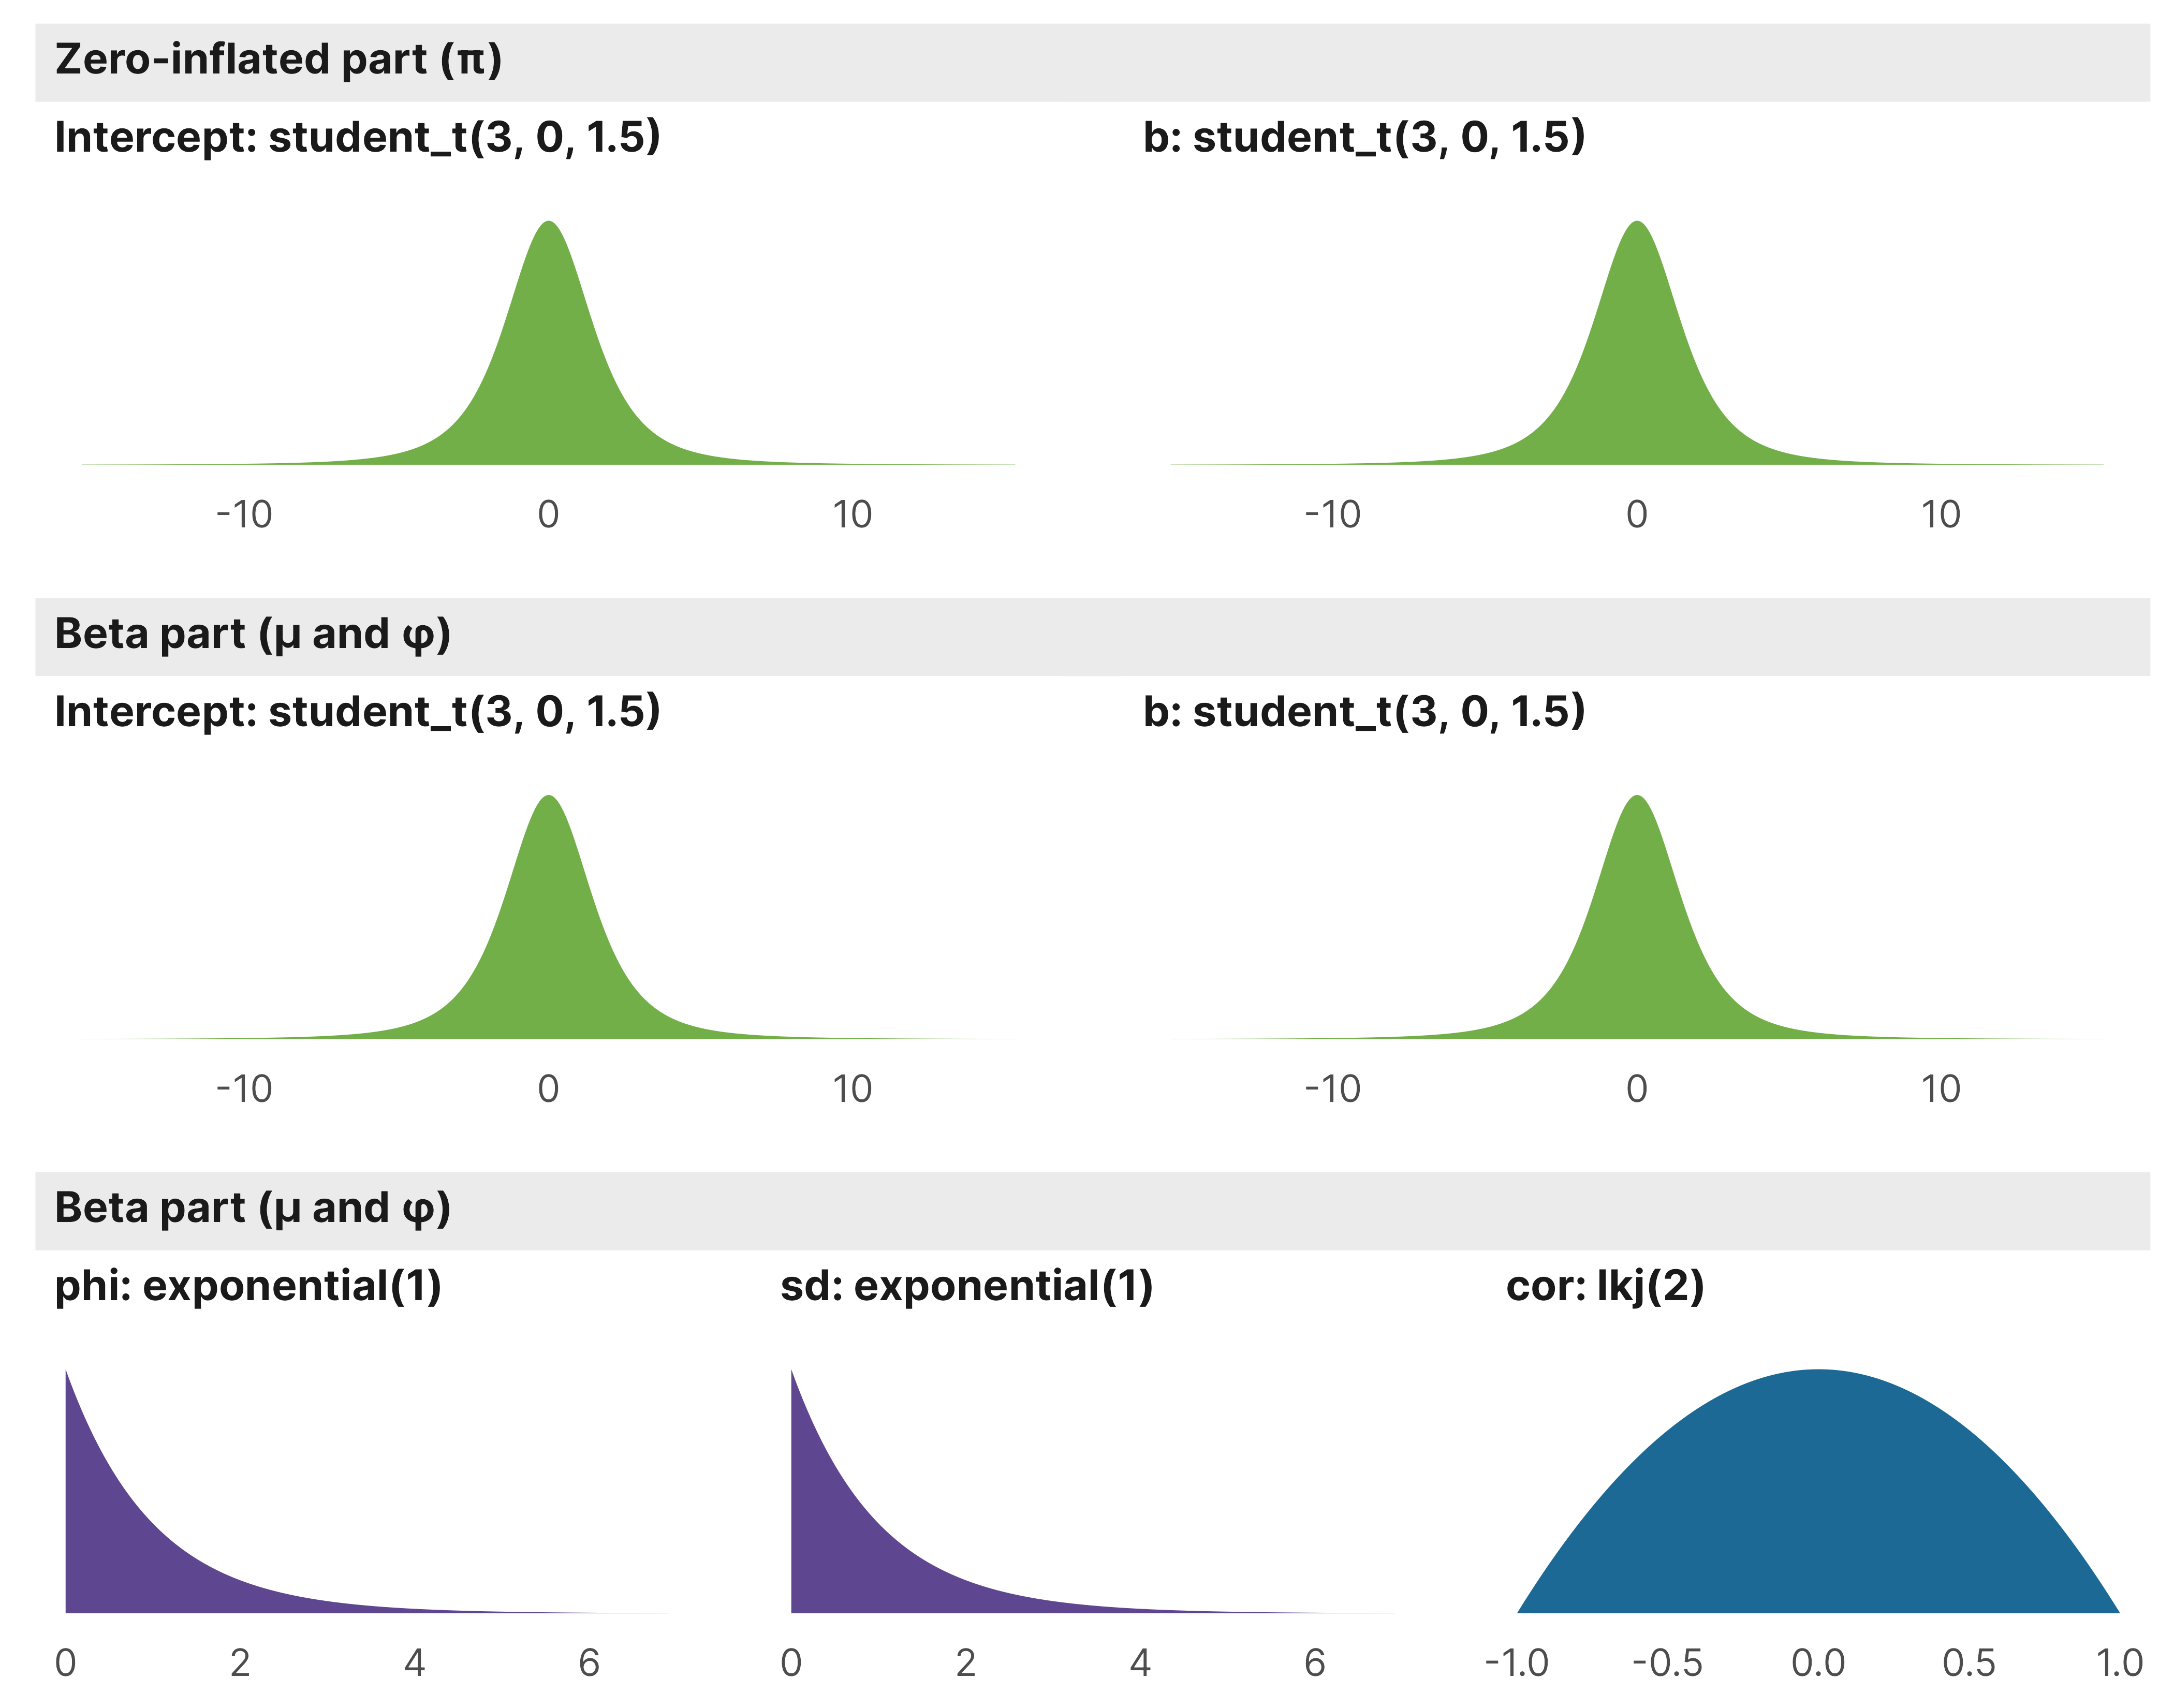 Zero-inflated part (π)
Intercept: student_t(3, 0, 1.5)
b: student_t(3, 0, 1.5)
-10 0 10
-10 0 10
Beta part (μ and φ)
Intercept: student_t(3, 0, 1.5)
b: student_t(3, 0, 1.5)
-10 0 10
-10 0 10
Beta part (μ and φ)
phi: exponential(1)
sd: exponential(1)
cor: lkj(2)
0 2 4 6
0 2 4 6
-1.0 -0.5 0.0 0.5 1.0